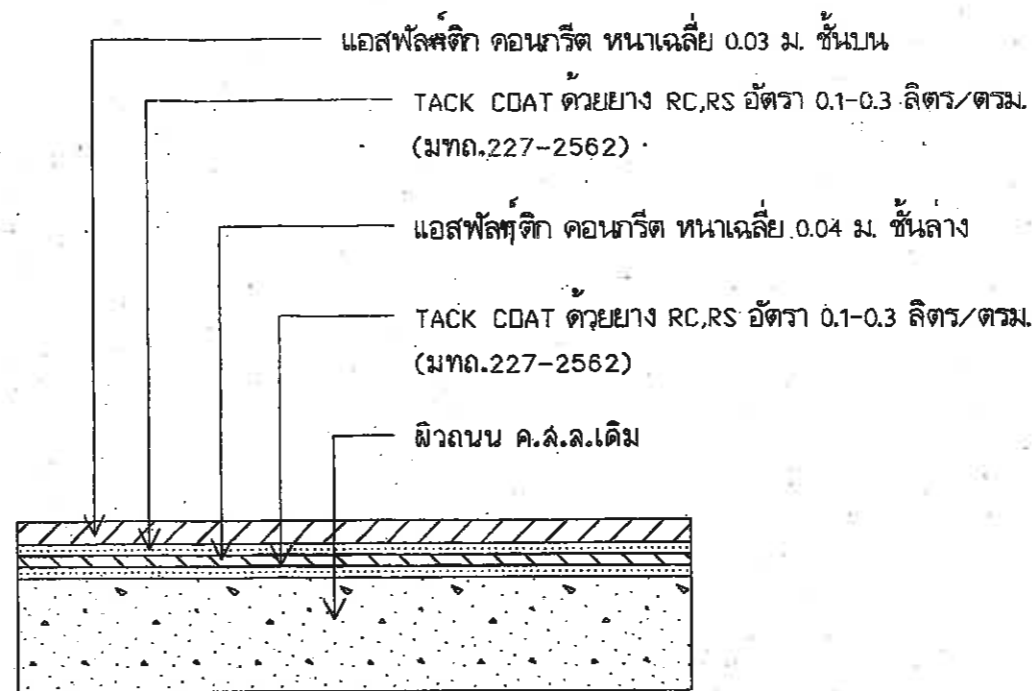 แอสฟัลต์ติก คอนกรีต หนาเฉลี่ย 0.03 ม. ชั้นบน
TACK COAT ด้วยยาง RC,RS อัตรา 0.1-0.3 ลิตร/ตรม.
(มทถ.227-2562)
แอสฟัลท์ติก คอนกรีต หนาเฉลี่ย 0.04 ม. ชั้นล่าง
TACK COAT ด้วยยาง RC,RS อัตรา 0.1-0.3 ลิตร/ตรม.
(มทถ.227-2562)
ผิวถนน ค.ส.ล.เดิม